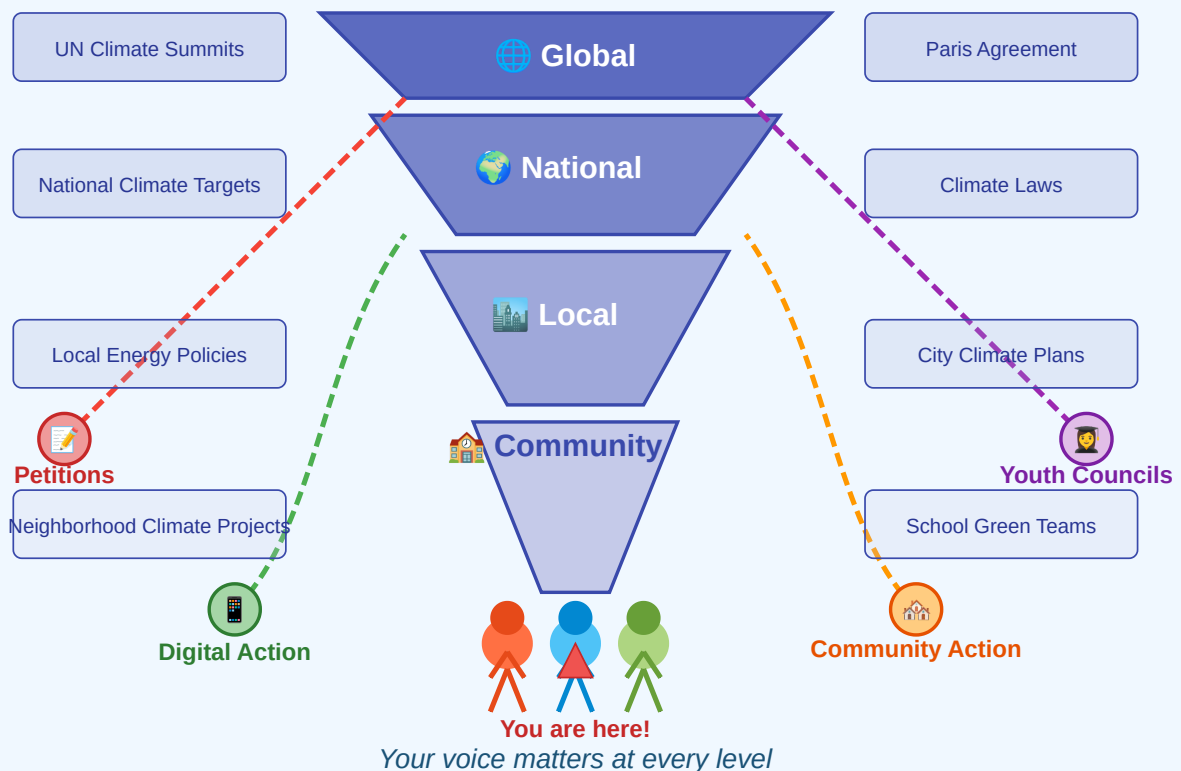 UN Climate Summits
🌐 Global
Paris Agreement
National Climate Targets
🌍 National
Climate Laws
Local Energy Policies
🏙️ Local
City Climate Plans
🏫 Community
Petitions
Youth Councils
Neighborhood Climate Projects
School Green Teams
Digital Action
Community Action
You are here!
Your voice matters at every level